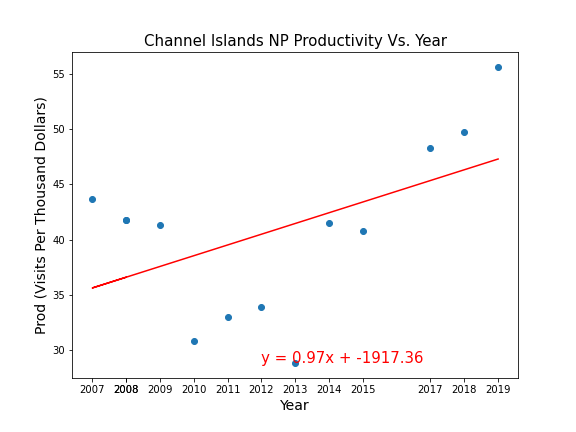 Channel Islands NP Productivity Vs. Year
Prod (Visits Per Thousand Dollars)
55
50
45
40
35
30
y = 0.97x + -1917.36
2007 2008 2009 2010 2011 2012 2013 2014 2015 2017 2018 2019
Year